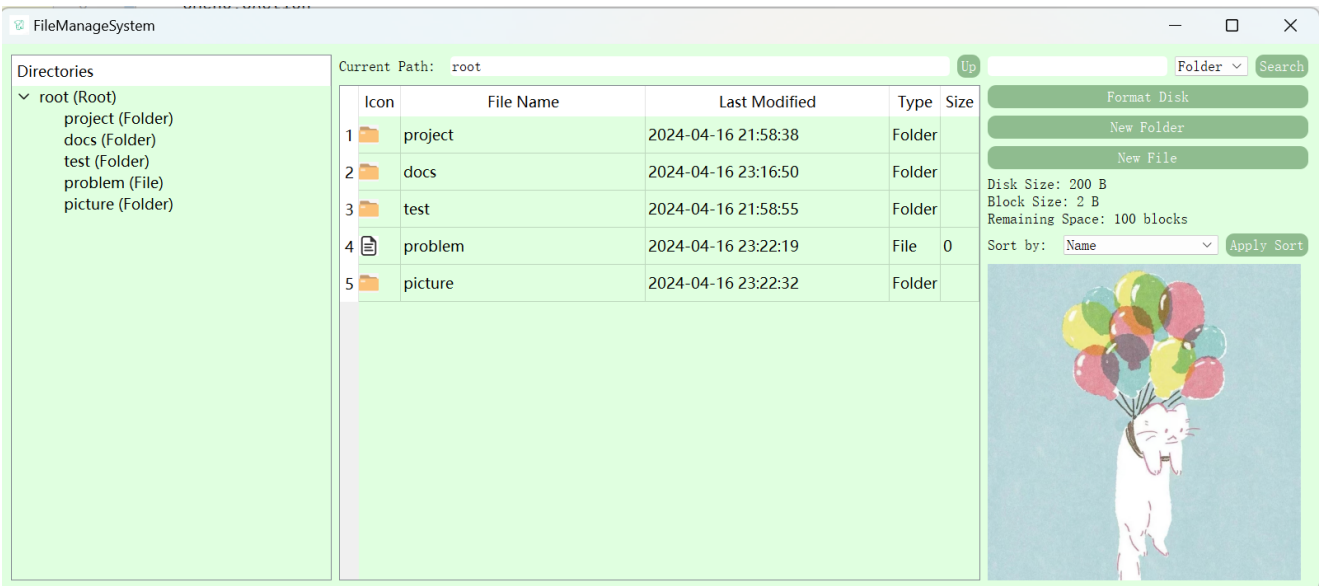 FileManageSystem
Directories
root (Root)
project (Folder)
docs (Folder)
test (Folder)
problem (File)
picture (Folder)
Current Path: root Up
Icon File Name Last Modified Type Size
1 project 2024-04-16 21:58:38 Folder
2 docs 2024-04-16 23:16:50 Folder
3 test 2024-04-16 21:58:55 Folder
4 problem 2024-04-16 23:22:19 File 0
5 picture 2024-04-16 23:22:32 Folder
Folder Search
Format Disk
New Folder
New File
Disk Size: 200 B
Block Size: 2 B
Remaining Space: 100 blocks
Sort by: Name Apply Sort